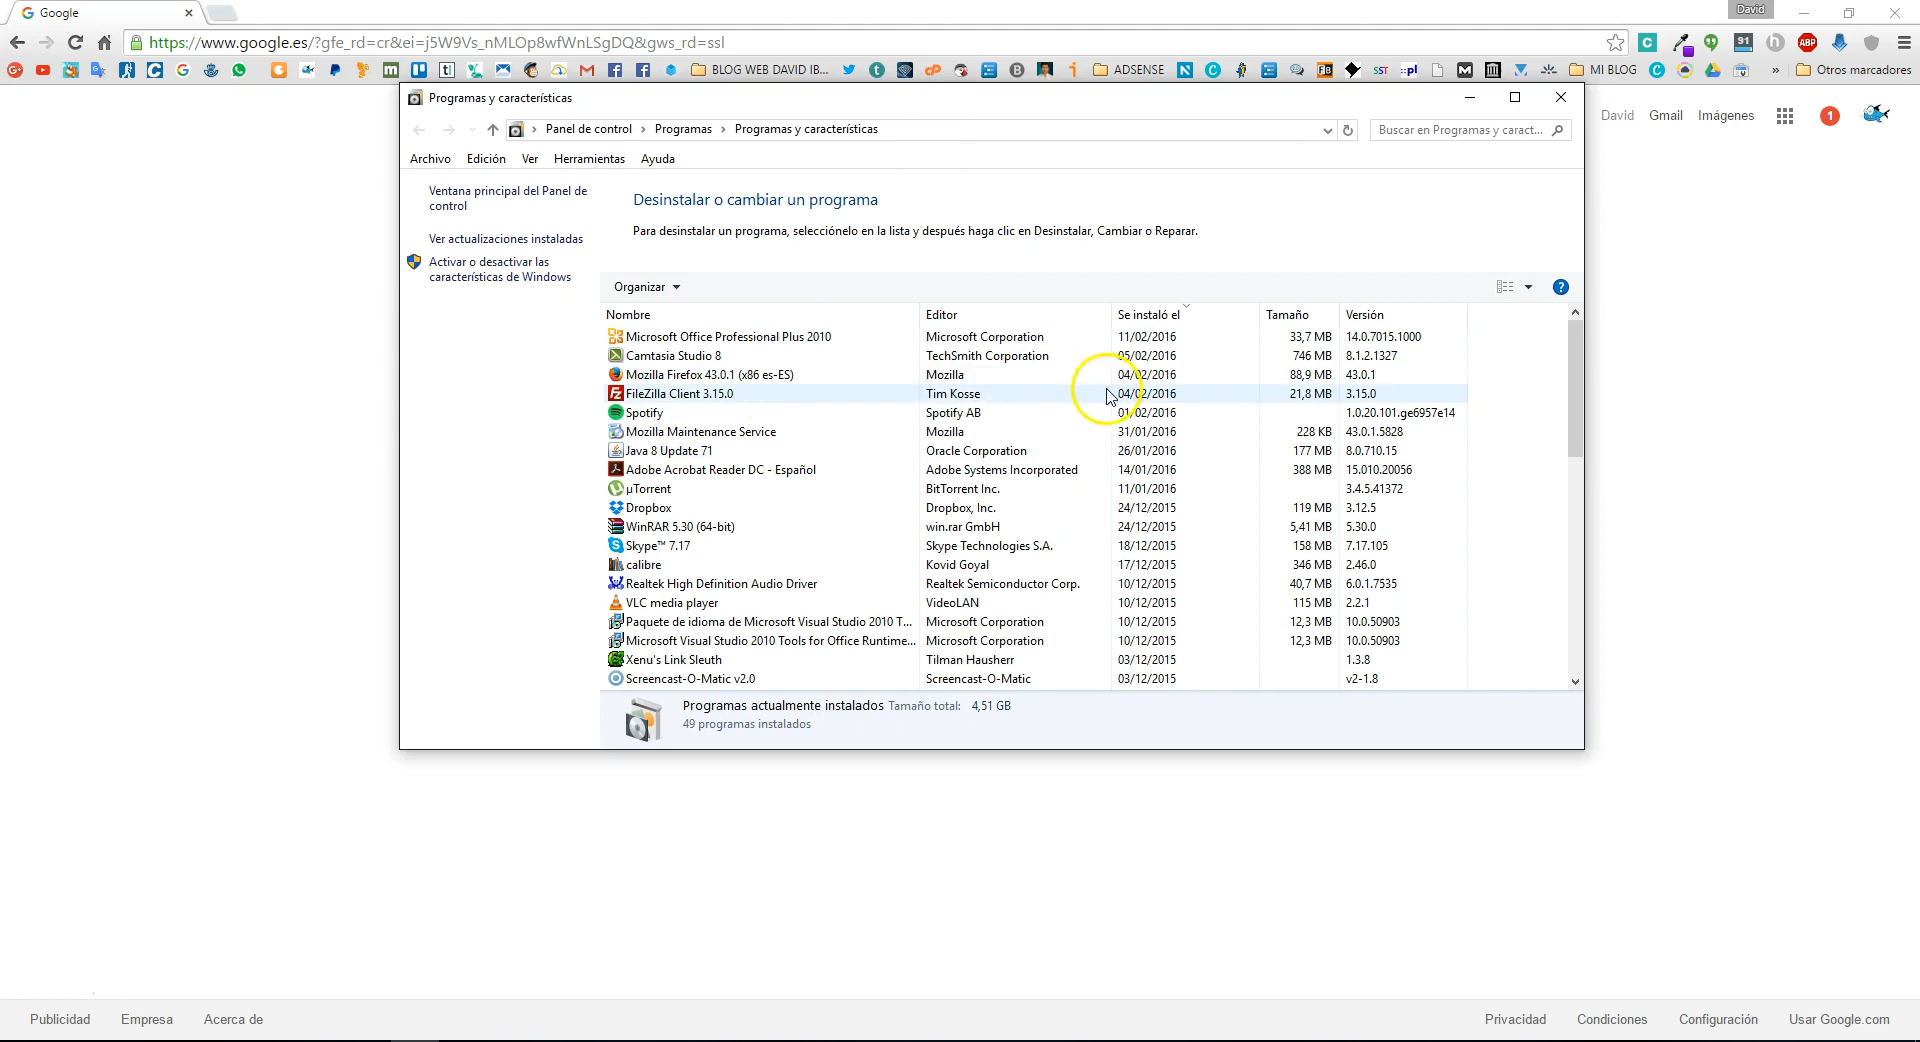 Google
David
https://www.google.es/?gfe_rd=cr&ei=j5W9Vs_nMLOp8wfWnLSgDQ&gws_rd=ssl
91
ABP
BLOG WEB DAVID IB...
ADSENSE
SST
MI BLOG
»
Otros marcadores
David
Gmail
Imágenes
1
Programas y características
Panel de control > Programas > Programas y características
Buscar en Programas y caract...
Archivo Edición Ver Herramientas Ayuda
Ventana principal del Panel de
control
Ver actualizaciones instaladas
Activar o desactivar las
características de Windows
Desinstalar o cambiar un programa
Para desinstalar un programa, selecciónelo en la lista y después haga clic en Desinstalar, Cambiar o Reparar.
Organizar
Nombre Editor Se instaló el Tamaño Versión
Microsoft Office Professional Plus 2010 Microsoft Corporation 11/02/2016 33,7 MB 14.0.7015.1000
Camtasia Studio 8 TechSmith Corporation 05/02/2016 746 MB 8.1.2.1327
Mozilla Firefox 43.0.1 (x86 es-ES) Mozilla 04/02/2016 88,9 MB 43.0.1
FileZilla Client 3.15.0 Tim Kosse 04/02/2016 21,8 MB 3.15.0
Spotify Spotify AB 01/02/2016 1.0.20.101.ge6957e14
Mozilla Maintenance Service Mozilla 31/01/2016 228 KB 43.0.1.5828
Java 8 Update 71 Oracle Corporation 26/01/2016 177 MB 8.0.710.15
Adobe Acrobat Reader DC - Español Adobe Systems Incorporated 14/01/2016 388 MB 15.010.20056
µTorrent BitTorrent Inc. 11/01/2016 3.4.5.41372
Dropbox Dropbox, Inc. 24/12/2015 119 MB 3.12.5
WinRAR 5.30 (64-bit) win.rar GmbH 24/12/2015 5,41 MB 5.30.0
Skype™ 7.17 Skype Technologies S.A. 18/12/2015 158 MB 7.17.105
calibre Kovid Goyal 17/12/2015 346 MB 2.46.0
Realtek High Definition Audio Driver Realtek Semiconductor Corp. 10/12/2015 40,7 MB 6.0.1.7535
VLC media player VideoLAN 10/12/2015 115 MB 2.2.1
Paquete de idioma de Microsoft Visual Studio 2010 T... Microsoft Corporation 10/12/2015 12,3 MB 10.0.50903
Microsoft Visual Studio 2010 Tools for Office Runtime... Microsoft Corporation 10/12/2015 12,3 MB 10.0.50903
Xenu's Link Sleuth Tilman Hausherr 03/12/2015 1.3.8
Screencast-O-Matic v2.0 Screencast-O-Matic 03/12/2015 v2-1.8
Programas actualmente instalados Tamaño total: 4,51 GB
49 programas instalados
Publicidad Empresa Acerca de Privacidad Condiciones Configuración Usar Google.com